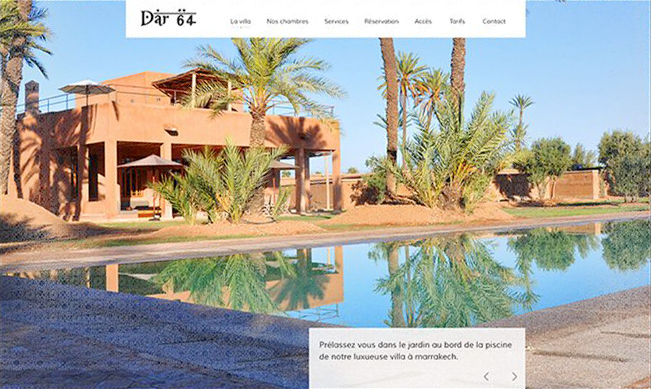 Dar 64
La villa Nos chambres Services Réservation Accès Tarifs Contact
Prélassez vous dans le jardin au bord de la piscine
de notre luxueuse villa à marrakech.